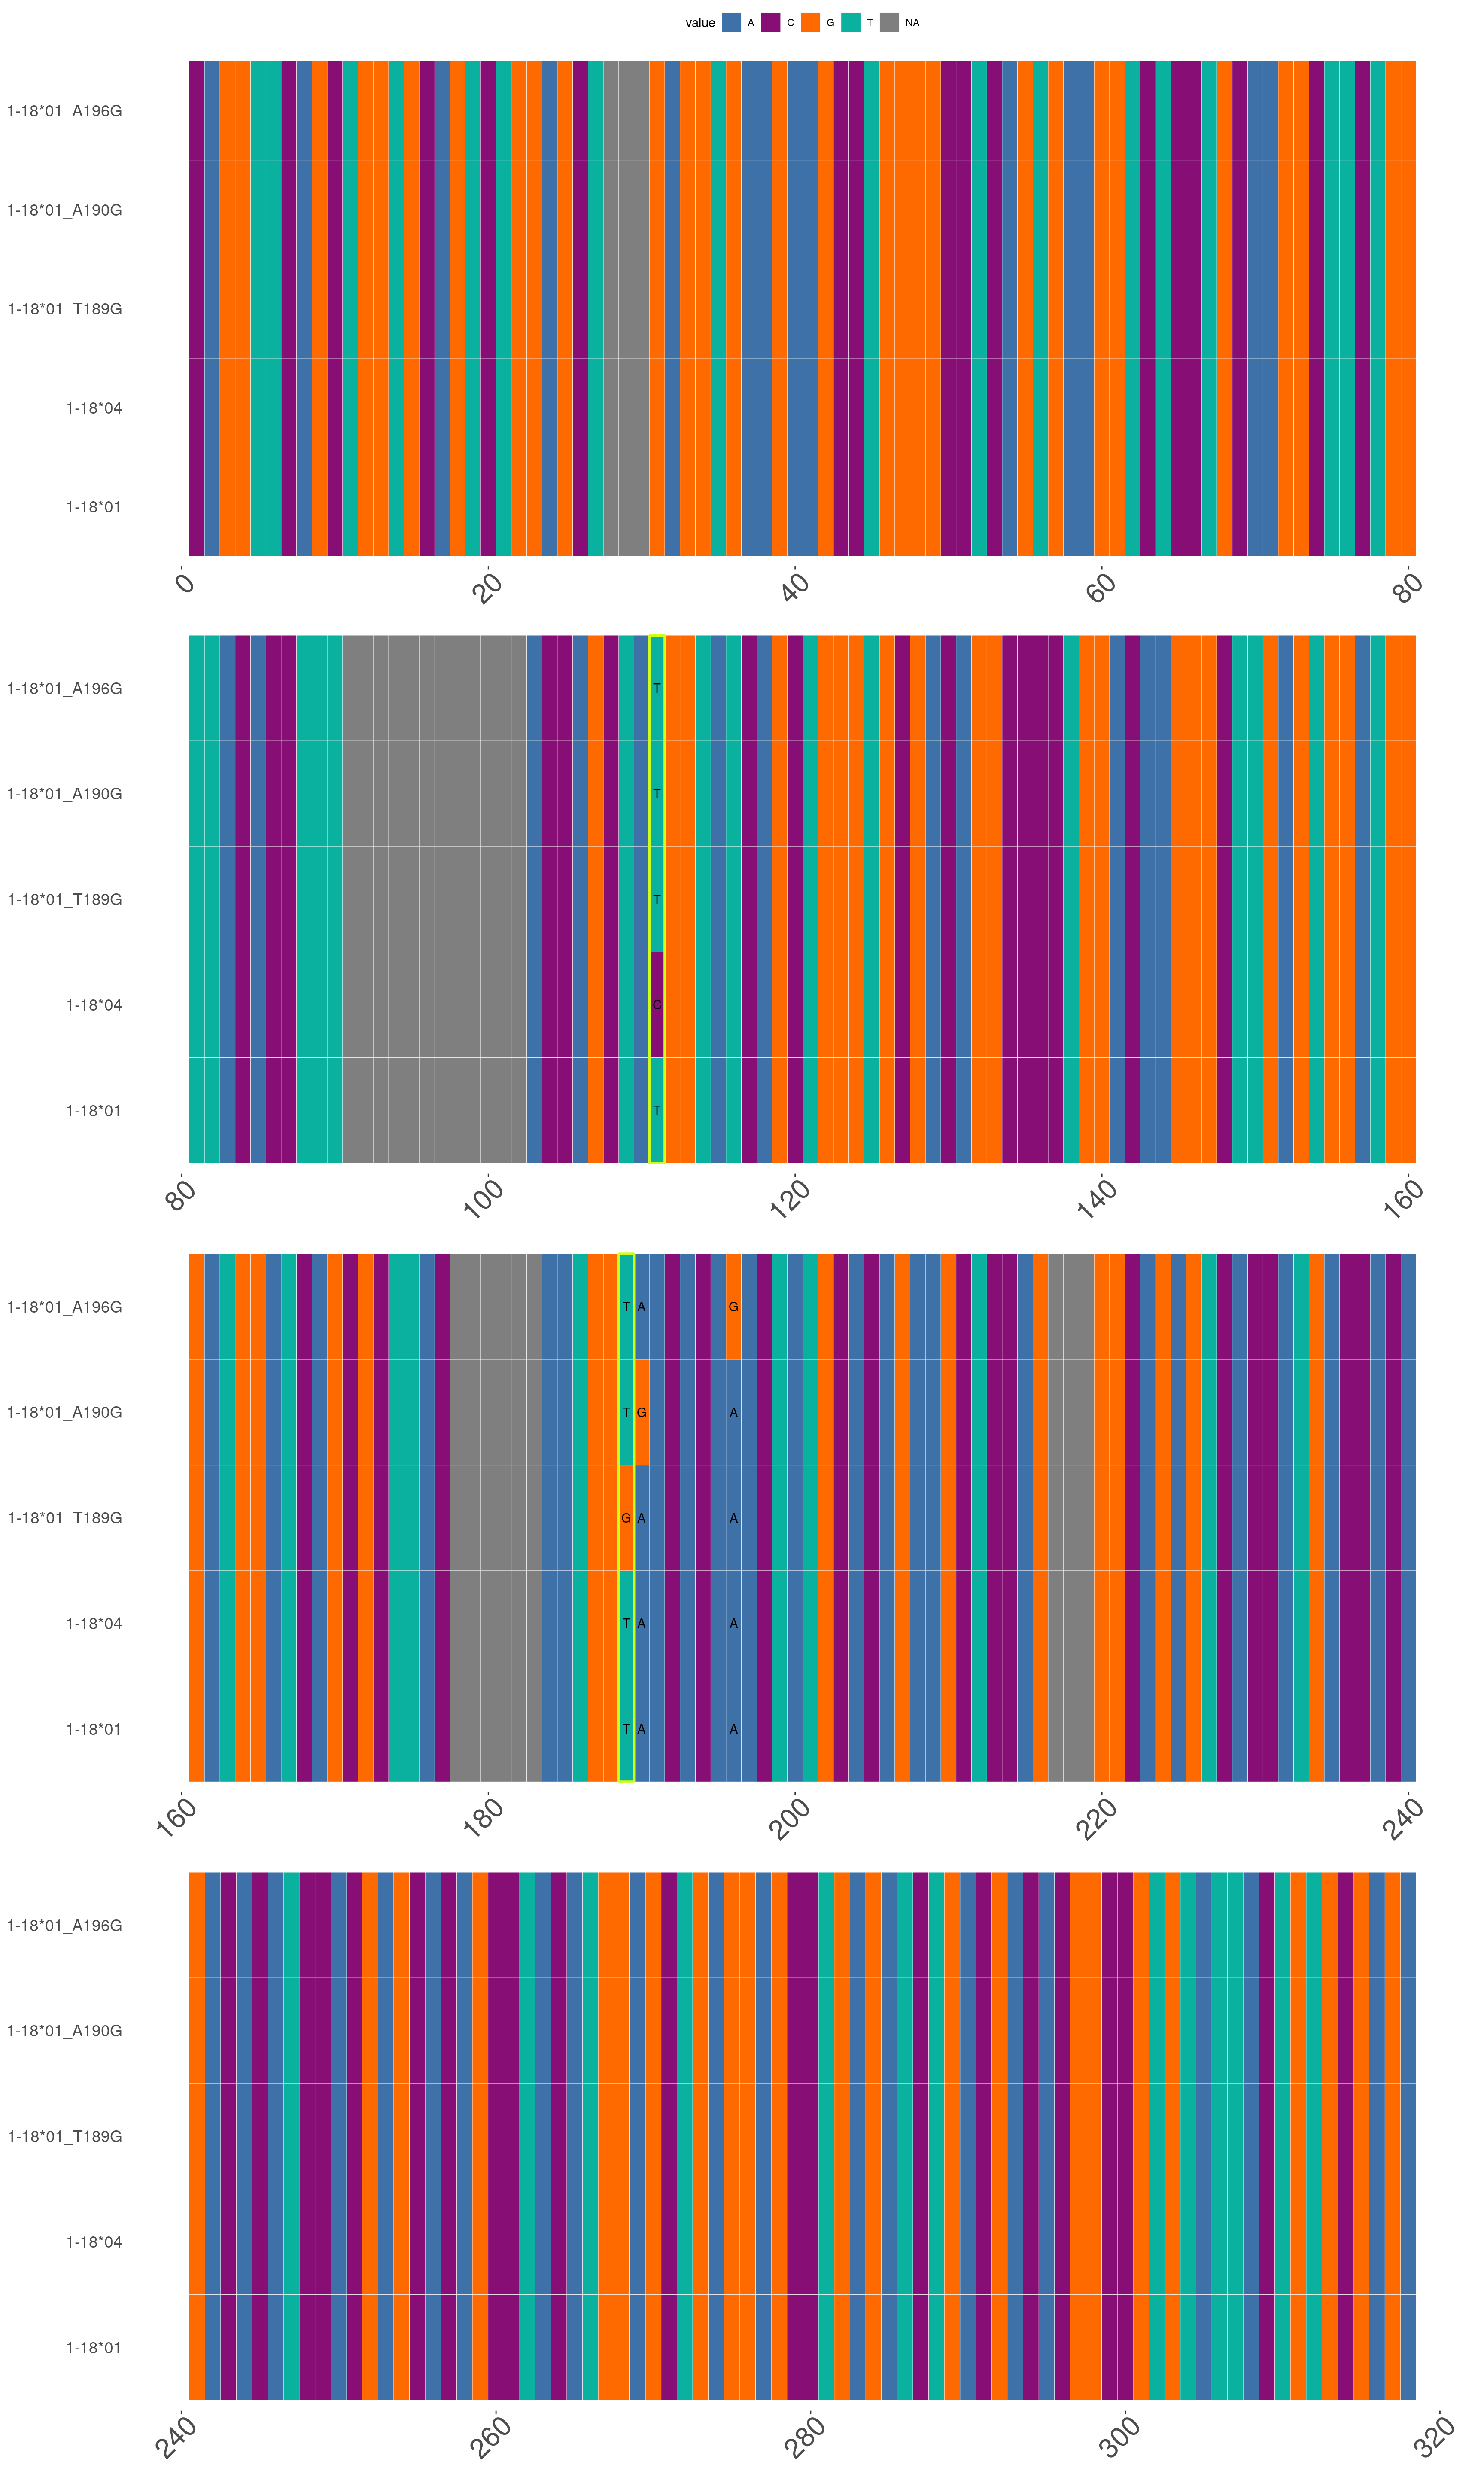 value A C G T NA
1-18*01_A196G
1-18*01_A190G
1-18*01_T189G
1-18*04
1-18*01
0 20 40 60 80
1-18*01_A196G T
1-18*01_A190G T
1-18*01_T189G T
1-18*04 C
1-18*01 T
80 100 120 140 160
1-18*01_A196G T A G
1-18*01_A190G T G A
1-18*01_T189G G A A
1-18*04 T A A
1-18*01 T A A
160 180 200 220 240
1-18*01_A196G
1-18*01_A190G
1-18*01_T189G
1-18*04
1-18*01
240 260 280 300 320